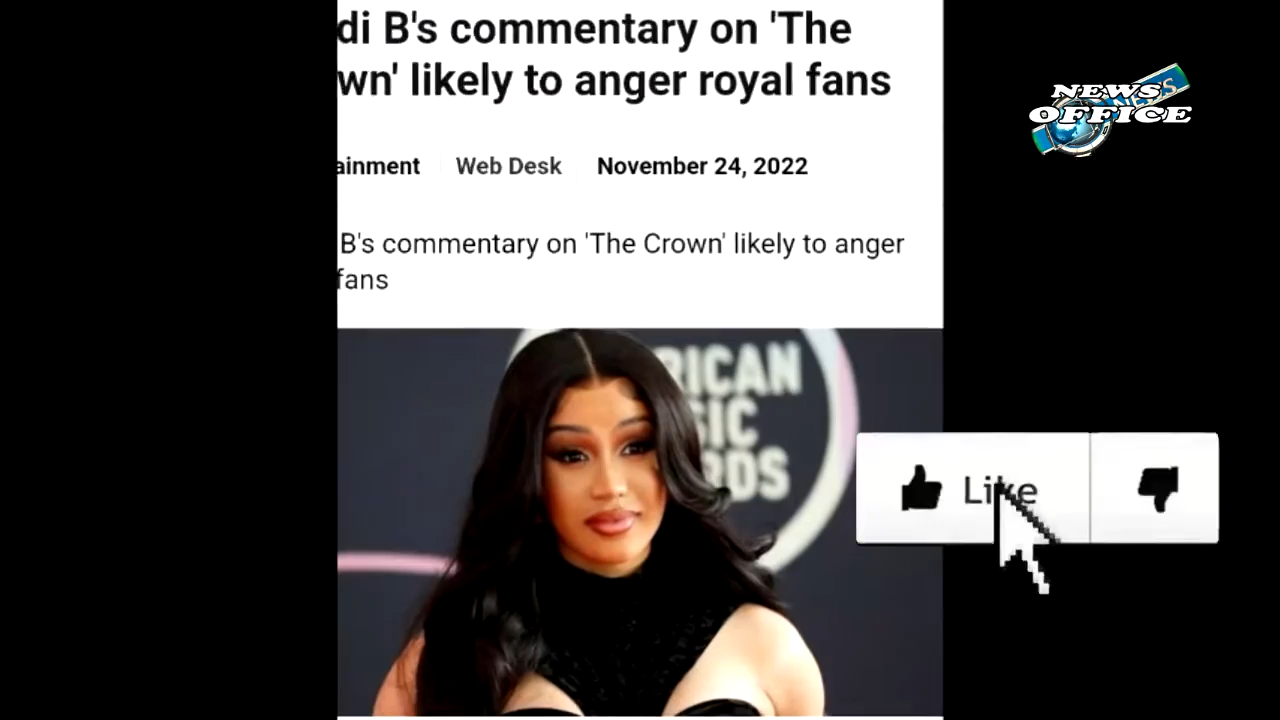 di B's commentary on 'The
wn' likely to anger royal fans
NEWS
OFFICE
ainment
Web Desk
November 24, 2022
B's commentary on 'The Crown' likely to anger
fans
RICAN
SIC
RDS
Like